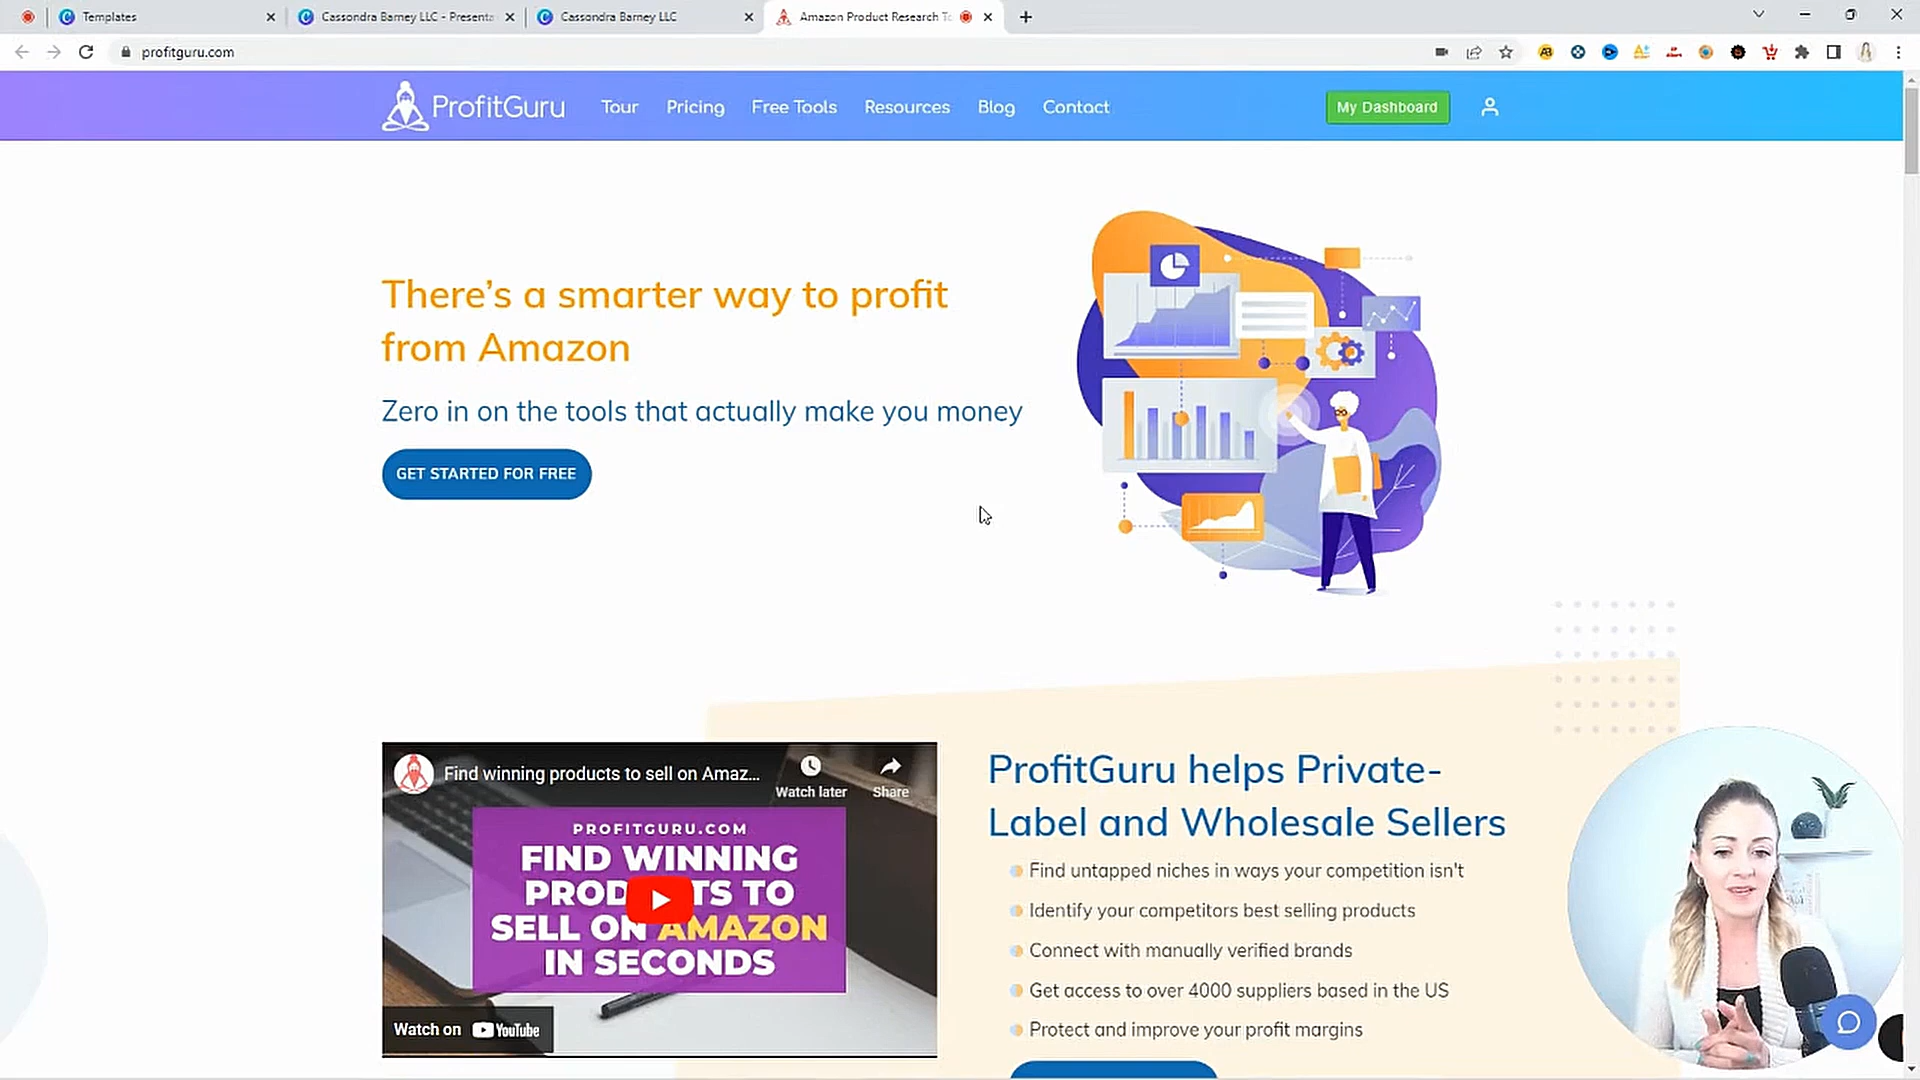 Templates
Cassondra Barney LLC - Presenta
Cassondra Barney LLC
Amazon Product Research To
profitguru.com
ProfitGuru
Tour
Pricing
Free Tools
Resources
Blog
Contact
My Dashboard
There's a smarter way to profit
from Amazon
Zero in on the tools that actually make you money
GET STARTED FOR FREE
Find winning products to sell on Amaz...
Watch later
Share
PROFITGURU.COM
FIND WINNING
PRODUCTS TO
SELL ON AMAZON
IN SECONDS
Watch on YouTube
ProfitGuru helps Private-
Label and Wholesale Sellers
Find untapped niches in ways your competition isn't
Identify your competitors best selling products
Connect with manually verified brands
Get access to over 4000 suppliers based in the US
Protect and improve your profit margins